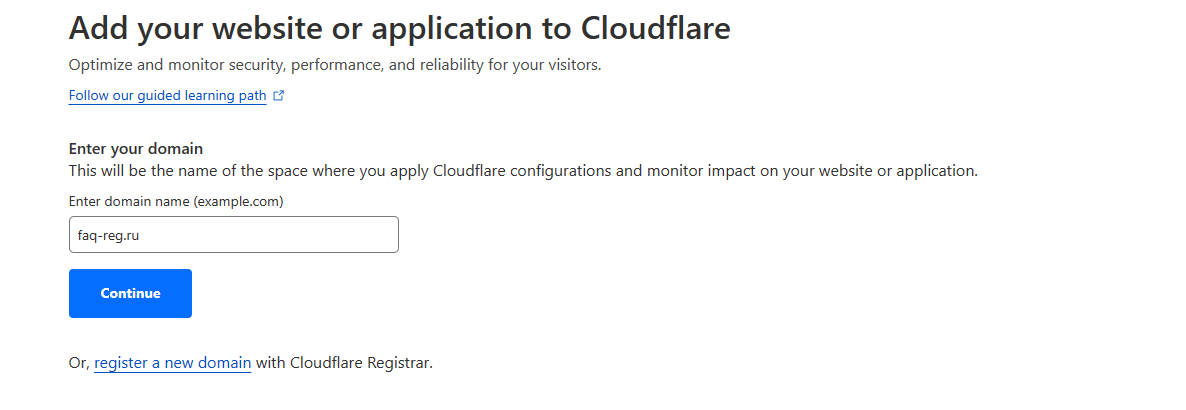 Add your website or application to Cloudflare
Optimize and monitor security, performance, and reliability for your visitors.
Follow our guided learning path
Enter your domain
This will be the name of the space where you apply Cloudflare configurations and monitor impact on your website or application.
Enter domain name (example.com)
faq-reg.ru
Continue
Or, register a new domain with Cloudflare Registrar.